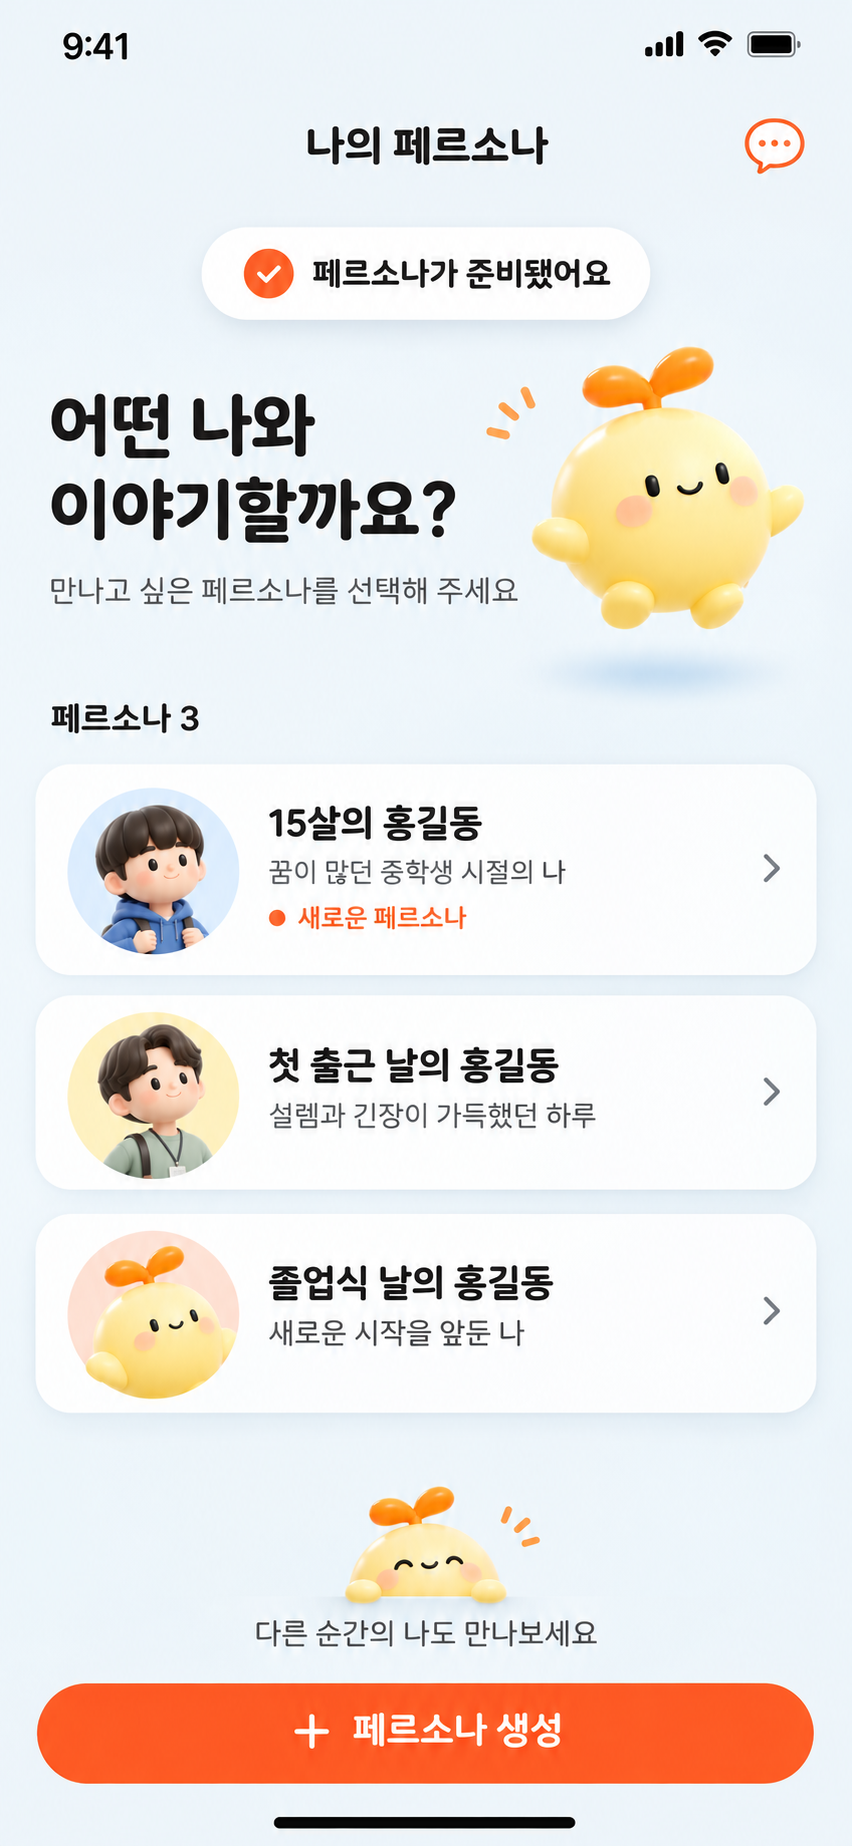 9:41
나의 페르소나
페르소나가 준비됐어요
어떤 나와
이야기할까요?
만나고 싶은 페르소나를 선택해 주세요
페르소나 3
15살의 홍길동
꿈이 많던 중학생 시절의 나
새로운 페르소나
첫 출근 날의 홍길동
설렘과 긴장이 가득했던 하루
졸업식 날의 홍길동
새로운 시작을 앞둔 나
다른 순간의 나도 만나보세요
+ 페르소나 생성